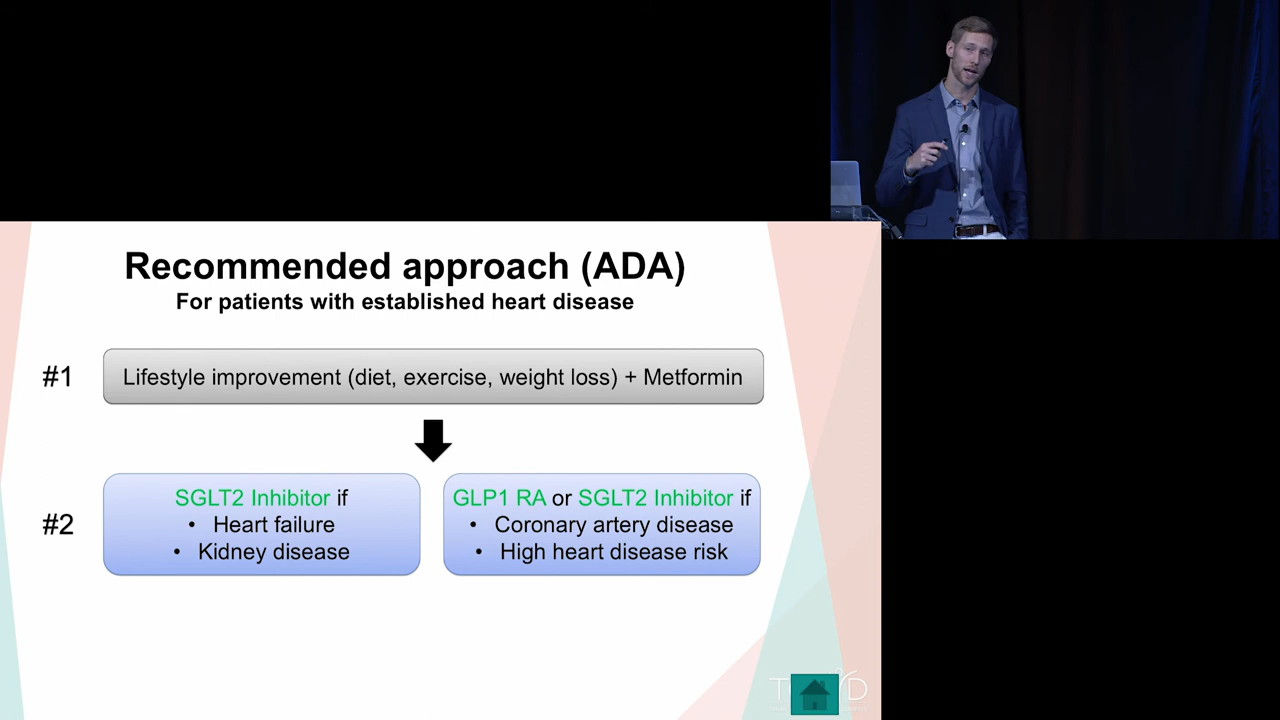 Recommended approach (ADA)
For patients with established heart disease
#1
Lifestyle improvement (diet, exercise, weight loss) + Metformin
#2
SGLT2 Inhibitor if
• Heart failure
• Kidney disease
GLP1 RA or SGLT2 Inhibitor if
• Coronary artery disease
• High heart disease risk